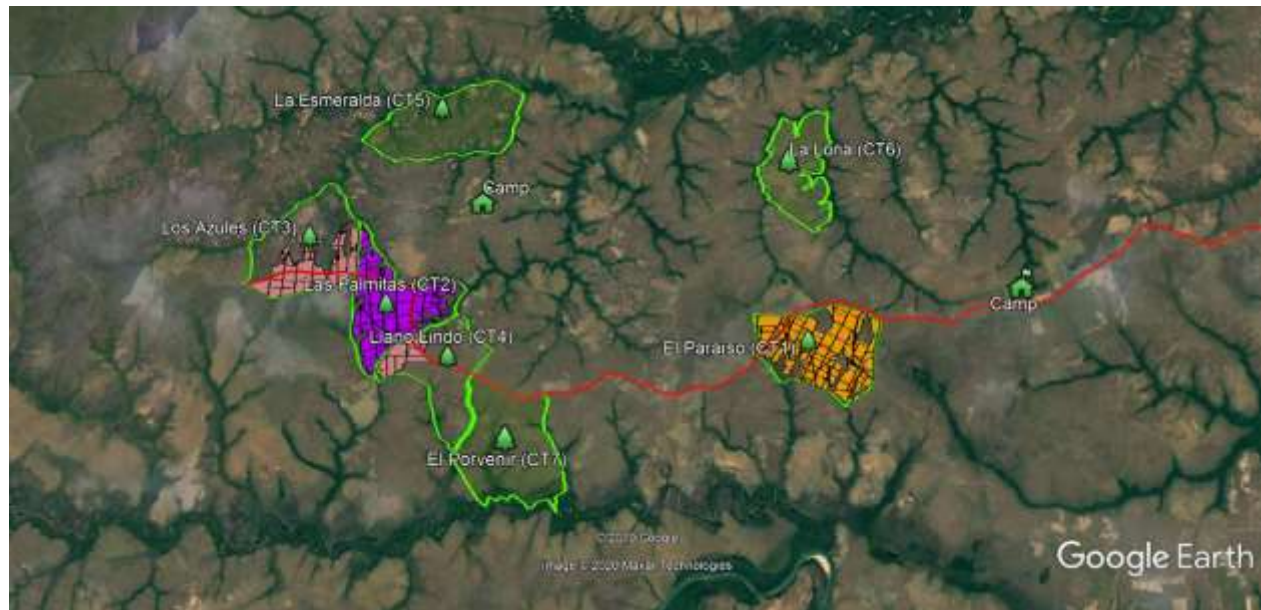 La Esmeralda (CT5)
La Luna (CT6)
Camp
Los Azules (CT3)
Las Palmitas (CT2)
Camp
Llano Lindo (CT4)
El Paraiso (CT1)
El Porvenir (CT7)
© 2020 Google
Image © 2020 Maxar Technologies
Google Earth